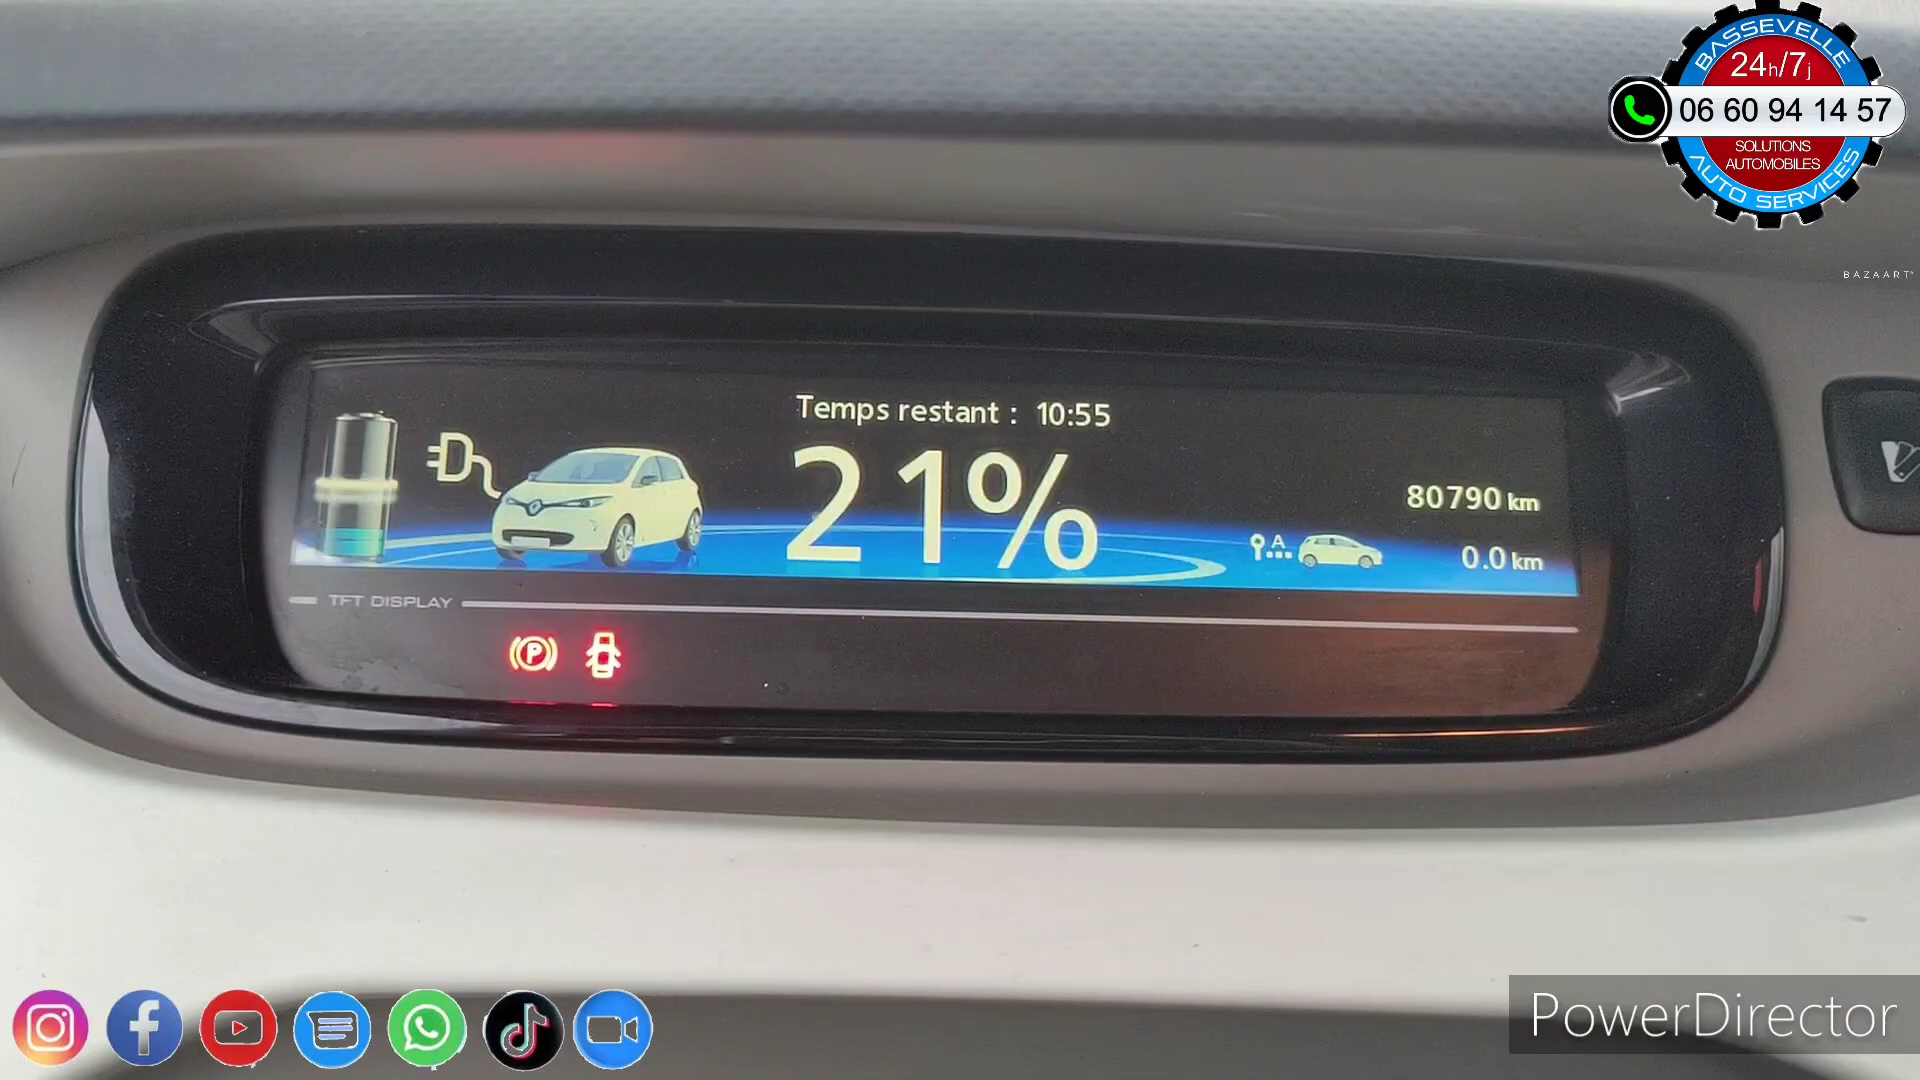 BASSEVELLE
24h/7j
06 60 94 14 57
SOLUTIONS
AUTOMOBILES
AUTO SERVICES
BAZAART
Temps restant : 10:55
21%
80790 km
A
0.0 km
TFT DISPLAY
P
PowerDirector